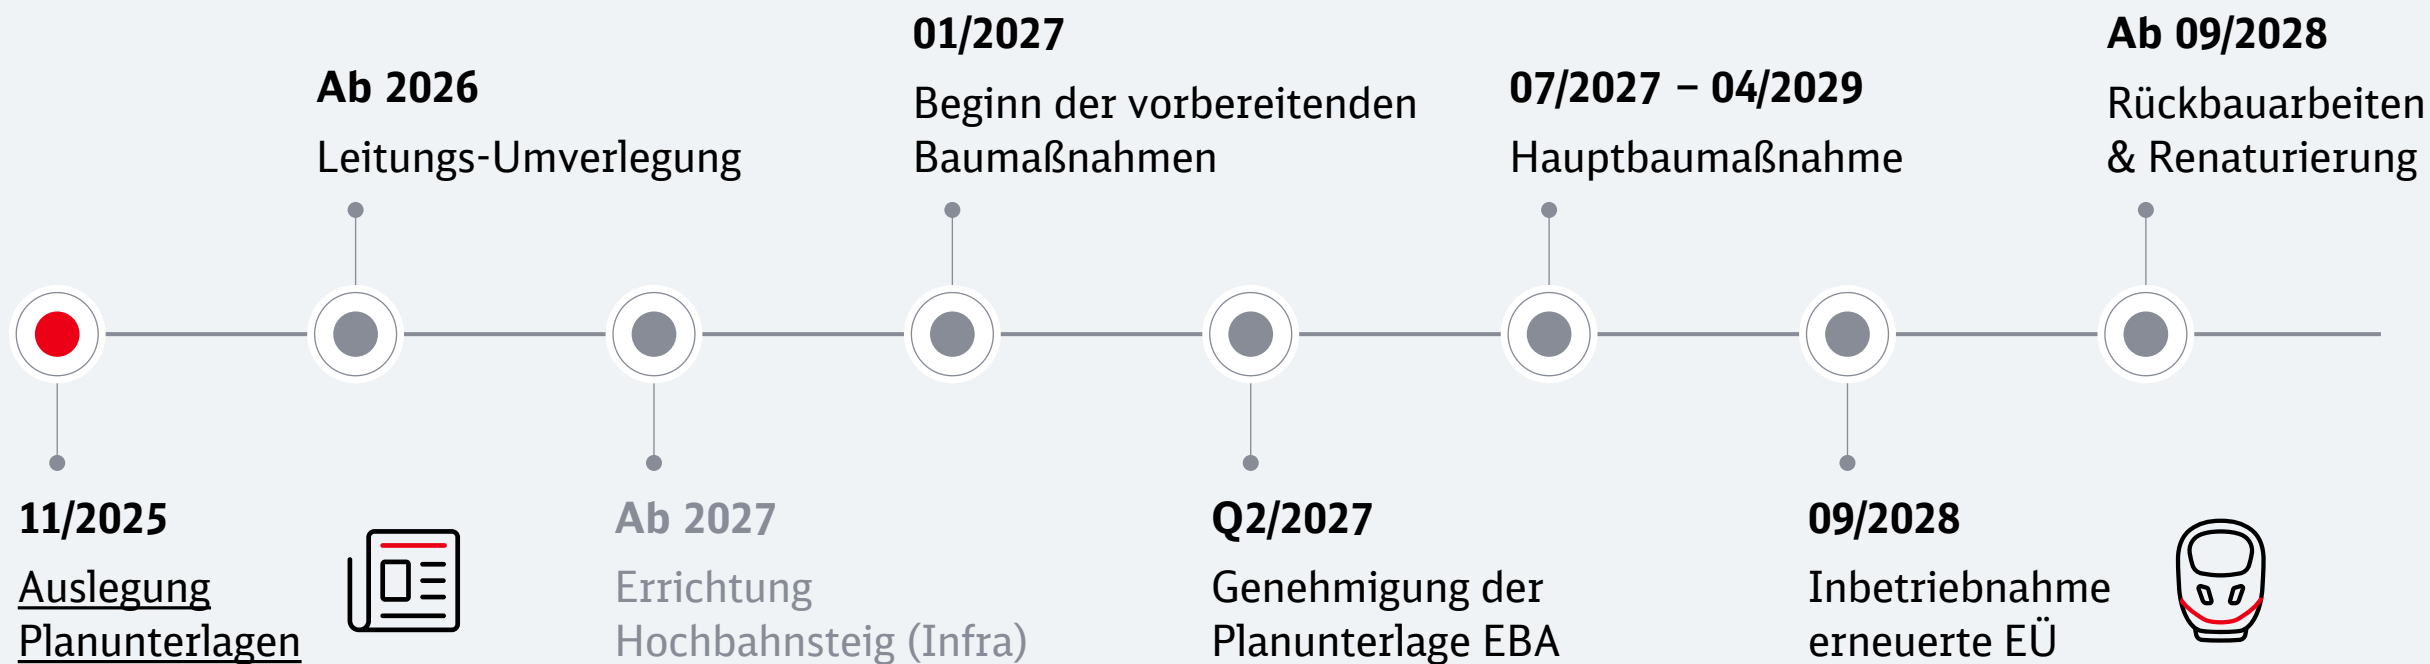 11/2025
Auslegung
Planunterlagen
Ab 2026
Leitungs-Umverlegung
Ab 2027
Errichtung
Hochbahnsteig (Infra)
01/2027
Beginn der vorbereitenden
Baumaßnahmen
Q2/2027
Genehmigung der
Planunterlage EBA
07/2027 – 04/2029
Hauptbaumaßnahme
09/2028
Inbetriebnahme
erneuerte EÜ
Ab 09/2028
Rückbauarbeiten
& Renaturierung